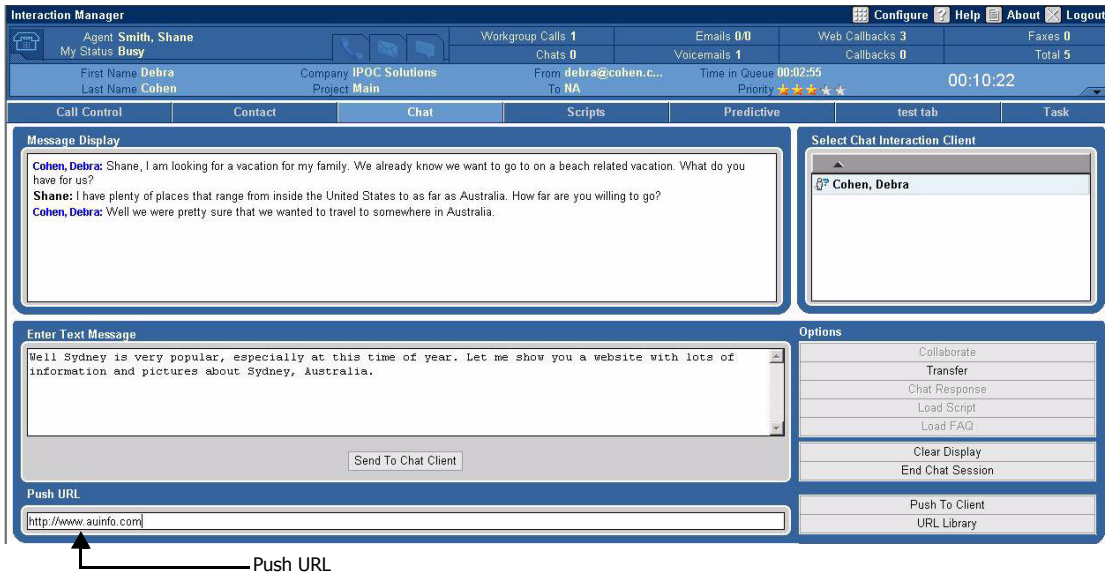 Interaction Manager
Configure Help About Logout
Agent Smith, Shane Workgroup Calls 1 Emails 0/0 Web Callbacks 3 Faxes 0
My Status Busy Chats 0 Voicemails 1 Callbacks 0 Total 5
First Name Debra Company IPOC Solutions From debra@cohen.c... Time in Queue 00:02:55
Last Name Cohen Project Main To NA Priority
00:10:22
Call Control Contact Chat Scripts Predictive test tab Task
Message Display
Cohen, Debra: Shane, I am looking for a vacation for my family. We already know we want to go to on a beach related vacation. What do you
have for us?
Shane: I have plenty of places that range from inside the United States to as far as Australia. How far are you willing to go?
Cohen, Debra: Well we were pretty sure that we wanted to travel to somewhere in Australia.
Select Chat Interaction Client
Cohen, Debra
Enter Text Message
Well Sydney is very popular, especially at this time of year. Let me show you a website with lots of
information and pictures about Sydney, Australia.
Send To Chat Client
Options
Collaborate
Transfer
Chat Response
Load Script
Load FAQ
Clear Display
End Chat Session
Push URL
http://www.auinfo.com
Push To Client
URL Library
Push URL